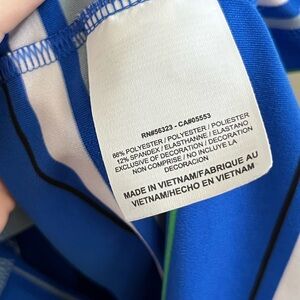 RN#56323 - CA#05553
88% POLYESTER / POLYESTER / POLIESTER
12% SPANDEX / ELASTHANNE / ELASTANO
EXCLUSIVE OF DECORATION / DECORATION
NON COMPRISE / NO INCLUYE LA
DECORACION
MADE IN VIETNAM/FABRIQUE AU
VIETNAM/HECHO EN VIETNAM